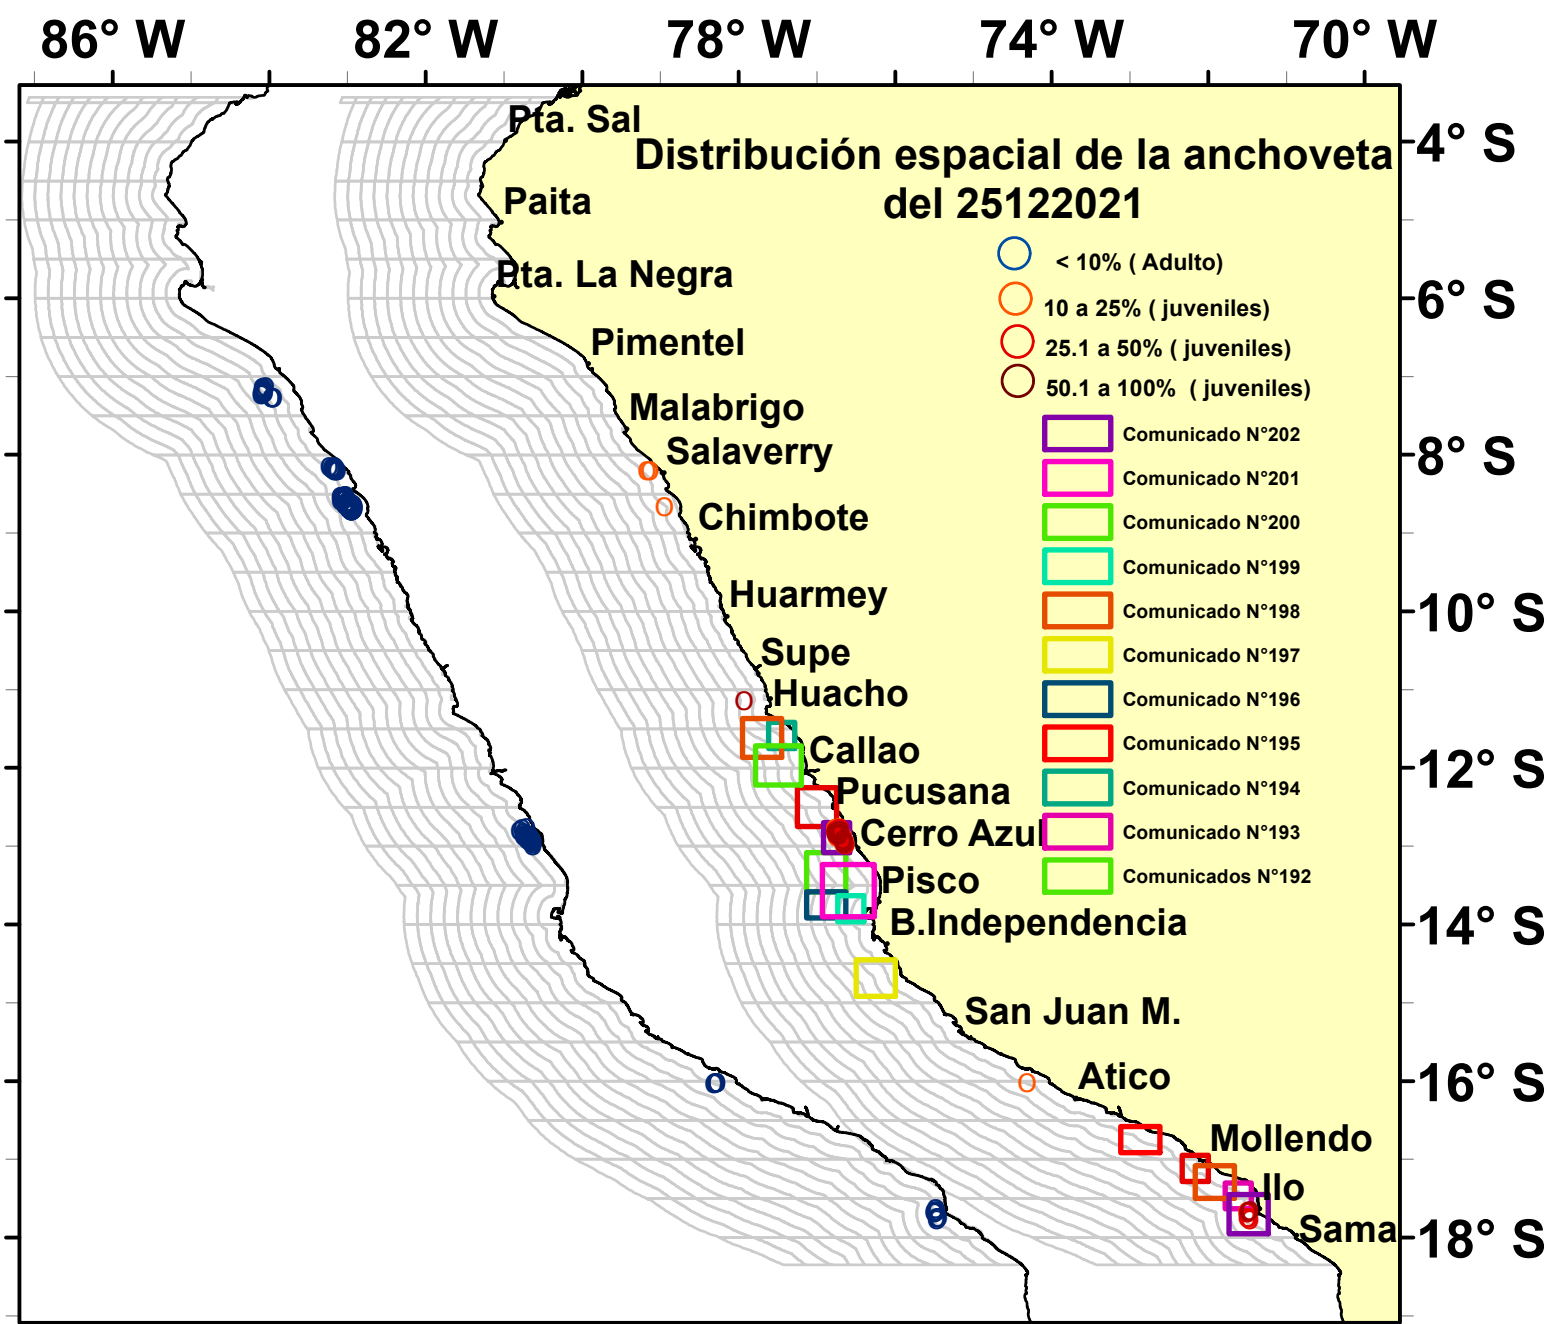 86° W 82° W 78° W 74° W 70° W
Pta. Sal
Distribución espacial de la anchoveta
del 25122021
4° S
Paita
< 10% ( Adulto)
Pta. La Negra
10 a 25% ( juveniles)
6° S
Pimentel
25.1 a 50% ( juveniles)
50.1 a 100% ( juveniles)
Malabrigo
Comunicado N°202
Salaverry
8° S
Comunicado N°201
Chimbote
Comunicado N°200
Comunicado N°199
Huarmey
Comunicado N°198
10° S
Supe
Comunicado N°197
Huacho
Comunicado N°196
Callao
Comunicado N°195
12° S
Pucusana
Comunicado N°194
Cerro Azul
Comunicado N°193
Pisco
Comunicados N°192
B.Independencia
14° S
San Juan M.
Atico
16° S
Mollendo
Ilo
Sama
18° S